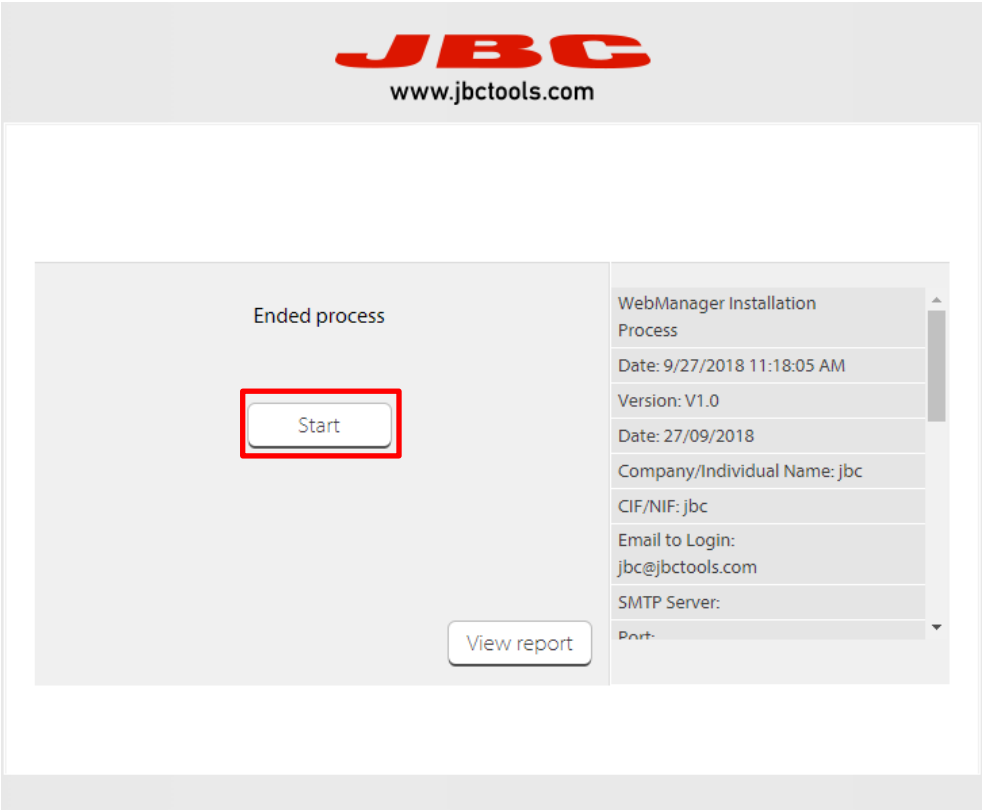 JBC
www.jbctools.com
Ended process
Start
View report
WebManager Installation
Process
Date: 9/27/2018 11:18:05 AM
Version: V1.0
Date: 27/09/2018
Company/Individual Name: jbc
CIF/NIF: jbc
Email to Login:
jbc@jbctools.com
SMTP Server:
Port: